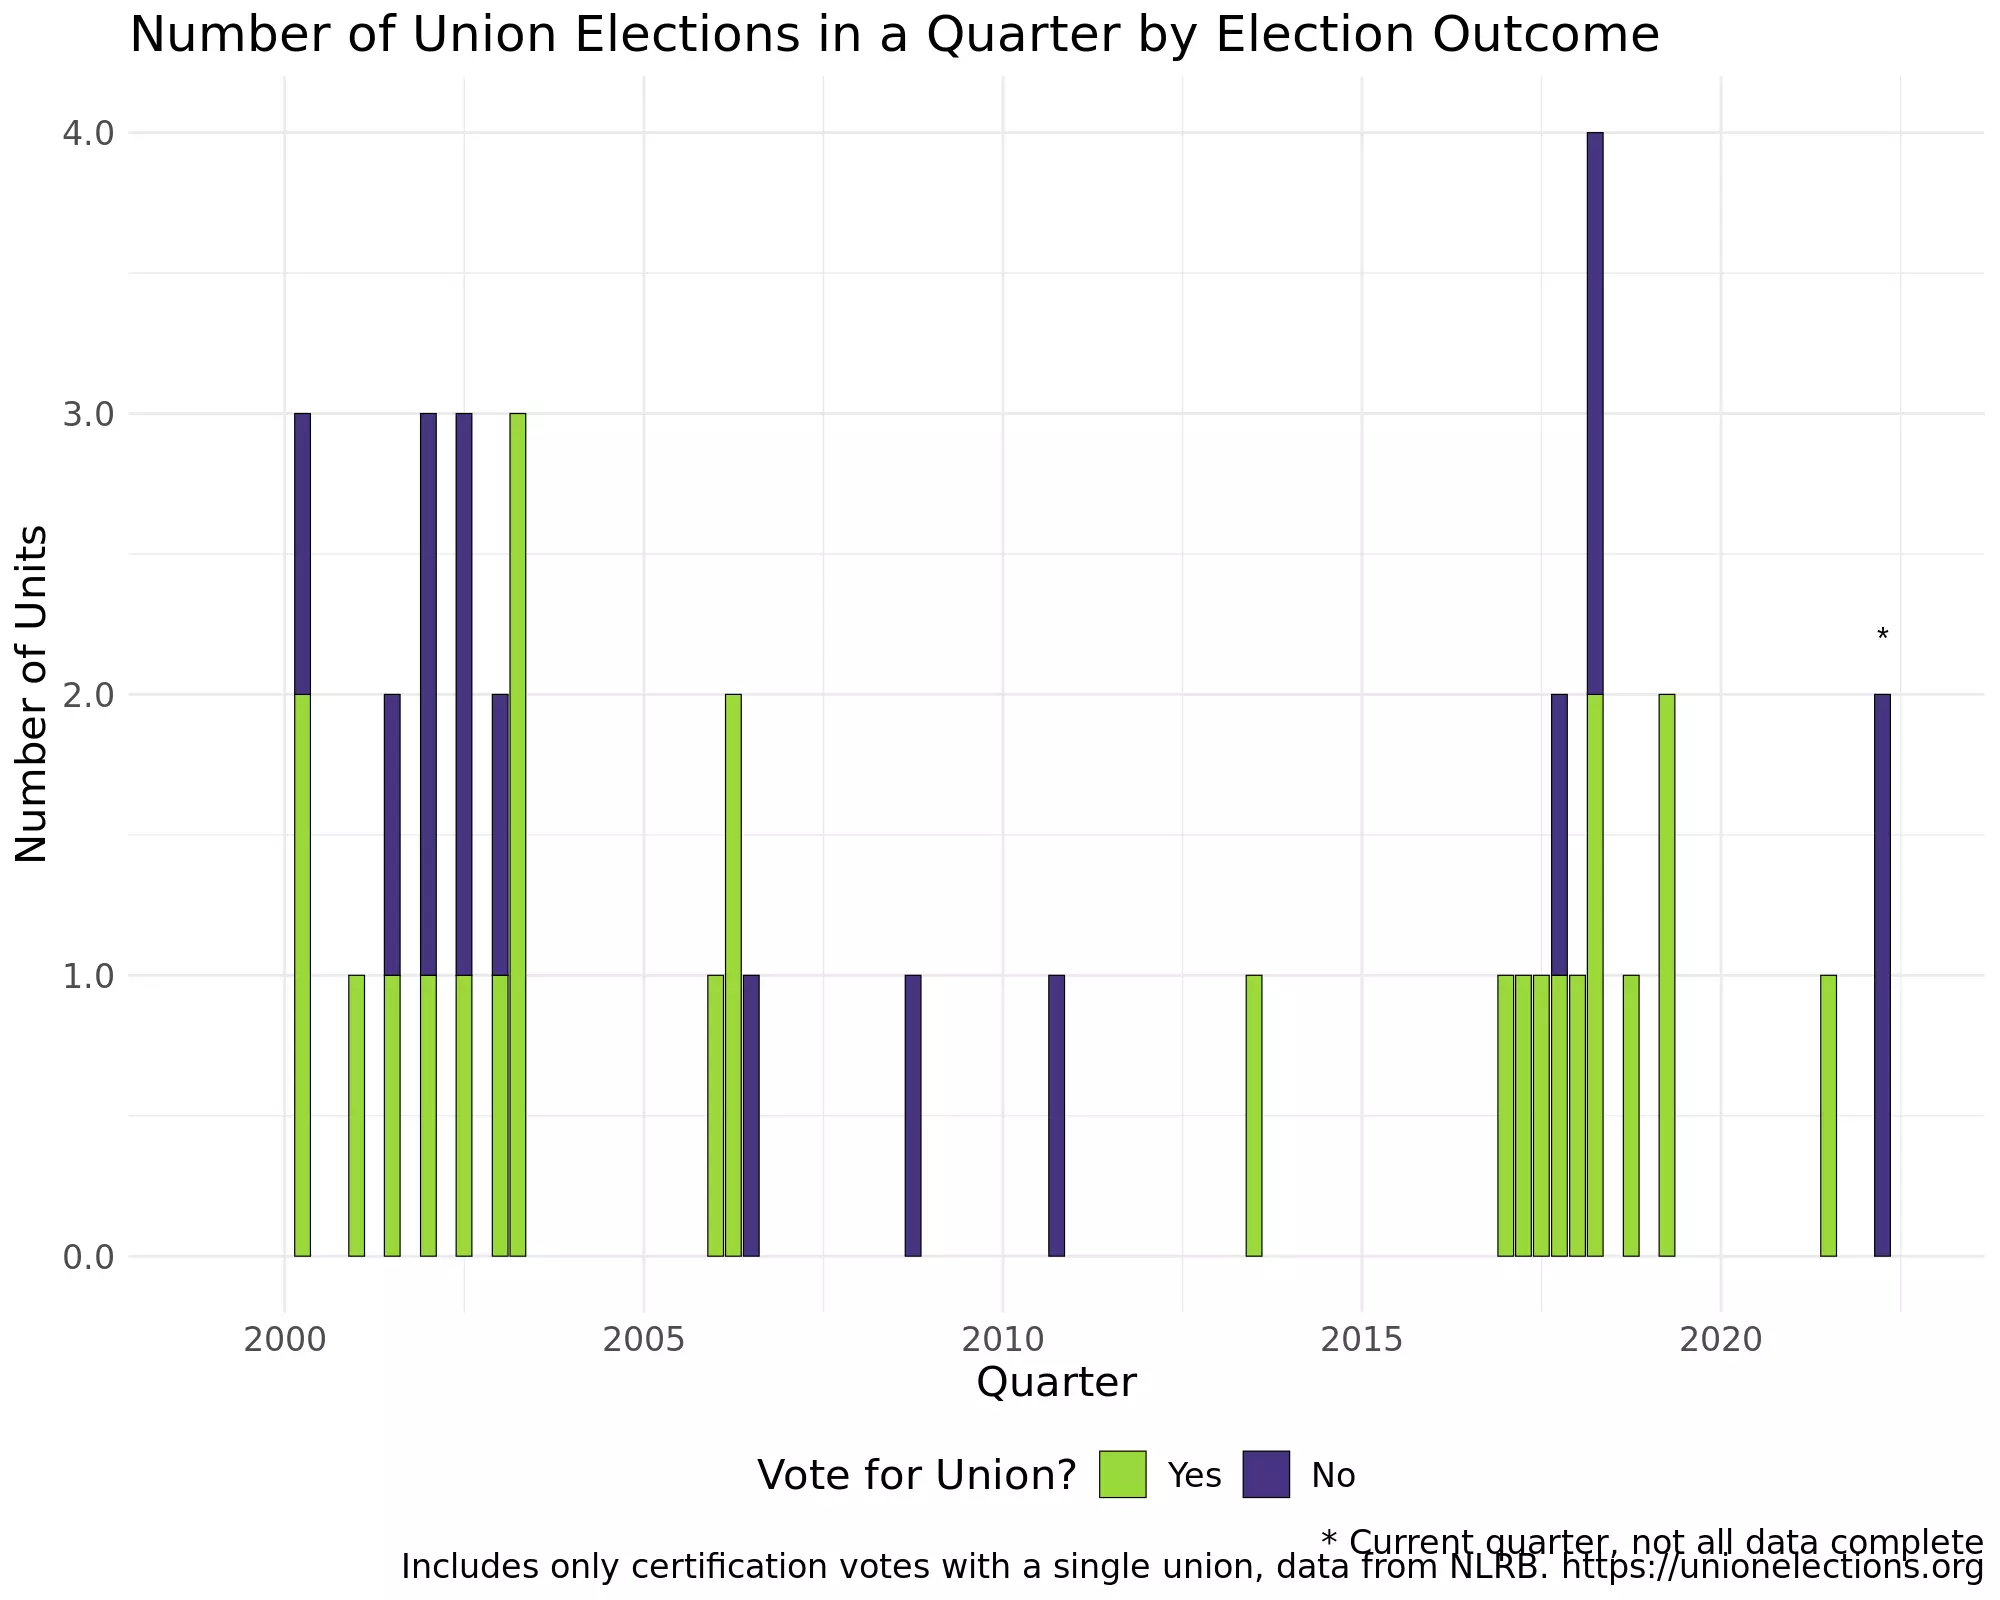 Number of Union Elections in a Quarter by Election Outcome
Number of Units
4.0
3.0
2.0
1.0
0.0
*
2000 2005 2010 2015 2020
Quarter
Vote for Union? Yes No
* Current quarter, not all data complete
Includes only certification votes with a single union, data from NLRB. https://unionelections.org